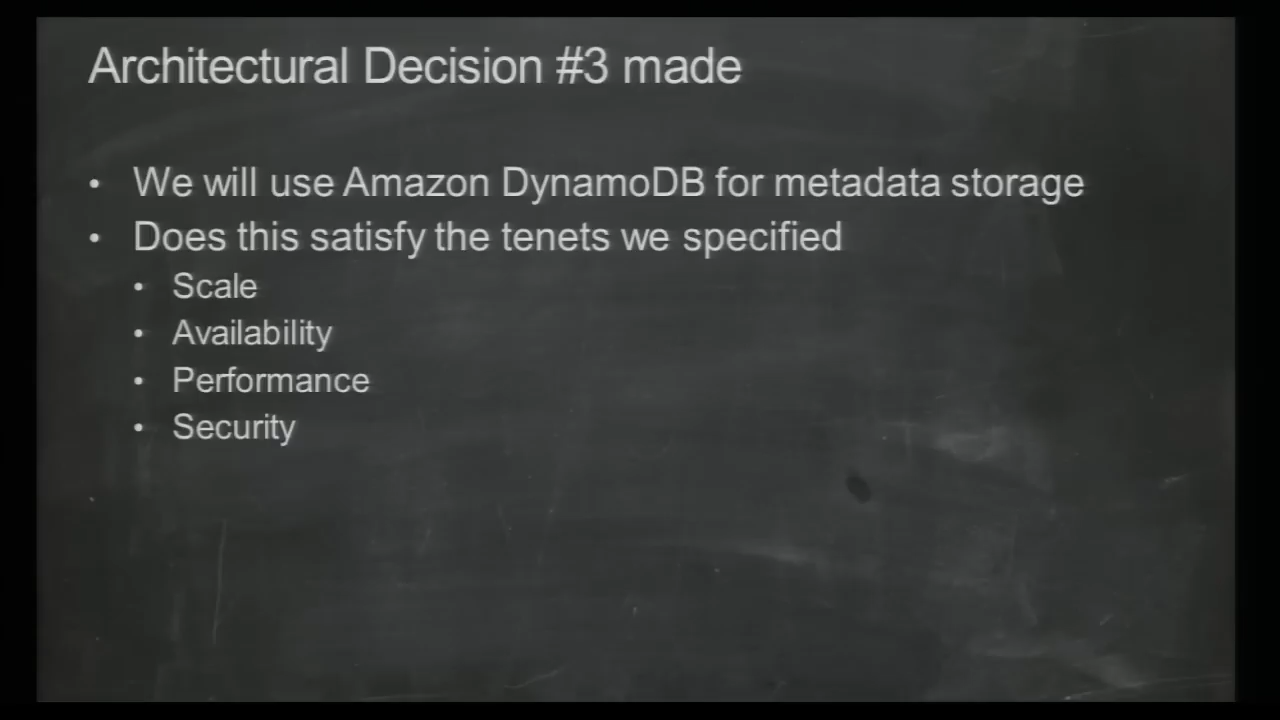 Architectural Decision #3 made
• We will use Amazon DynamoDB for metadata storage
• Does this satisfy the tenets we specified
• Scale
• Availability
• Performance
• Security